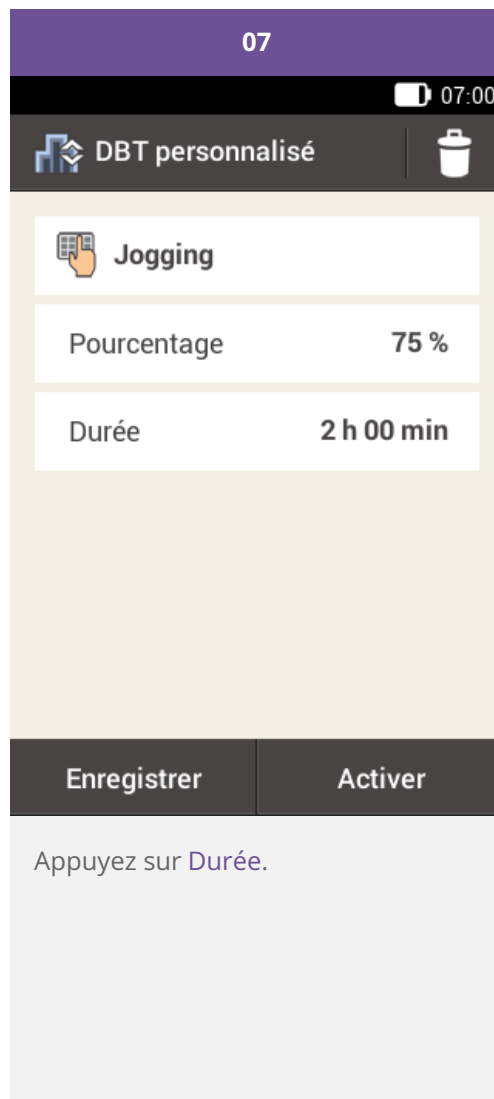 07
07:00
DBT personnalisé
Jogging
Pourcentage 75 %
Durée 2 h 00 min
Enregistrer Activer
Appuyez sur Durée.